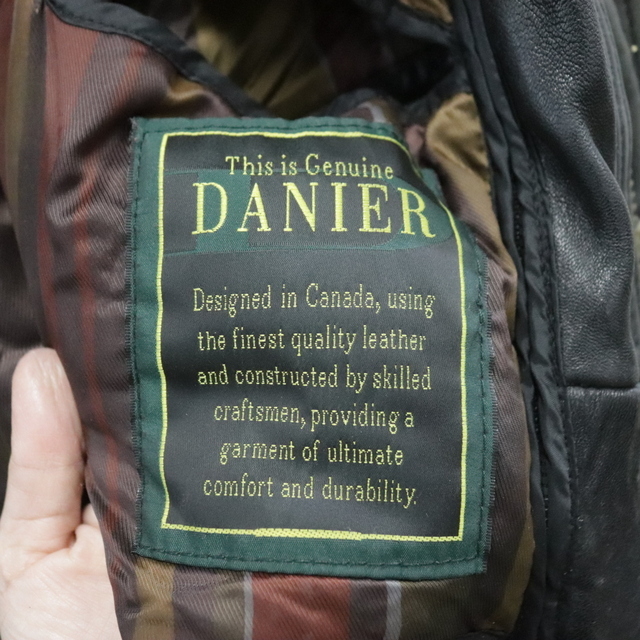 This is Genuine
DANIER
Designed in Canada, using
the finest quality leather
and constructed by skilled
craftsmen, providing a
garment of ultimate
comfort and durability.